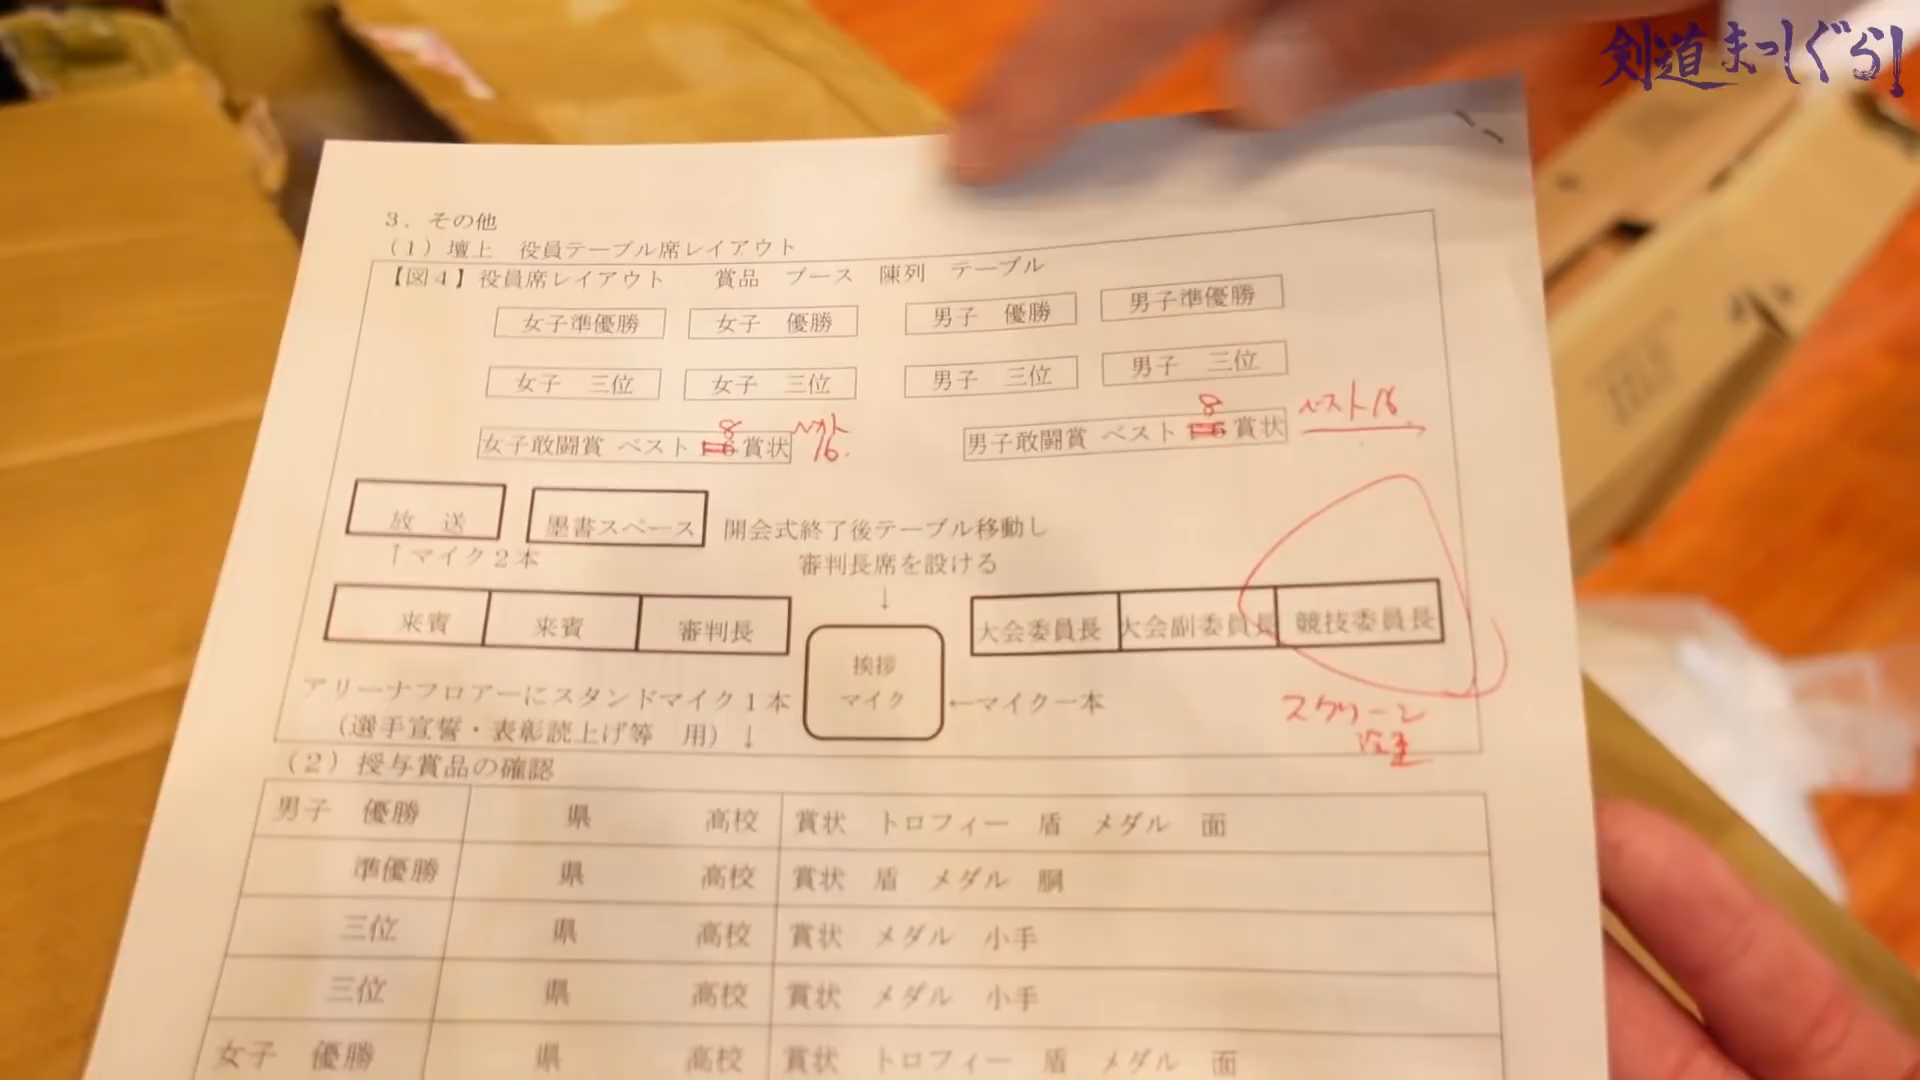 剣道まっしぐら!
3. その他
(1) 壇上 役員テーブル席レイアウト
【図4】役員席レイアウト 賞品 ブース 陳列 テーブル
女子準優勝 女子 優勝 男子 優勝 男子準優勝
女子 三位 女子 三位 男子 三位 男子 三位
8 8
女子敢闘賞 ベスト 賞状 ベスト16. 男子敢闘賞 ベスト 賞状 ベスト16
放 送 墨書スペース 開会式終了後テーブル移動し
↑マイク2本 審判長席を設ける
↓
来賓 来賓 審判長 大会委員長 大会副委員長 競技委員長
挨拶
マイク
アリーナフロアーにスタンドマイク1本 ←マイク一本
(選手宣誓・表彰読上げ等 用)↓
スクリーン
(2) 授与賞品の確認
男子 優勝 県 高校 賞状 トロフィー 盾 メダル 面
準優勝 県 高校 賞状 盾 メダル 胴
三位 県 高校 賞状 メダル 小手
三位 県 高校 賞状 メダル 小手
女子 優勝 県 高校 賞状 トロフィー 盾 メダル 面